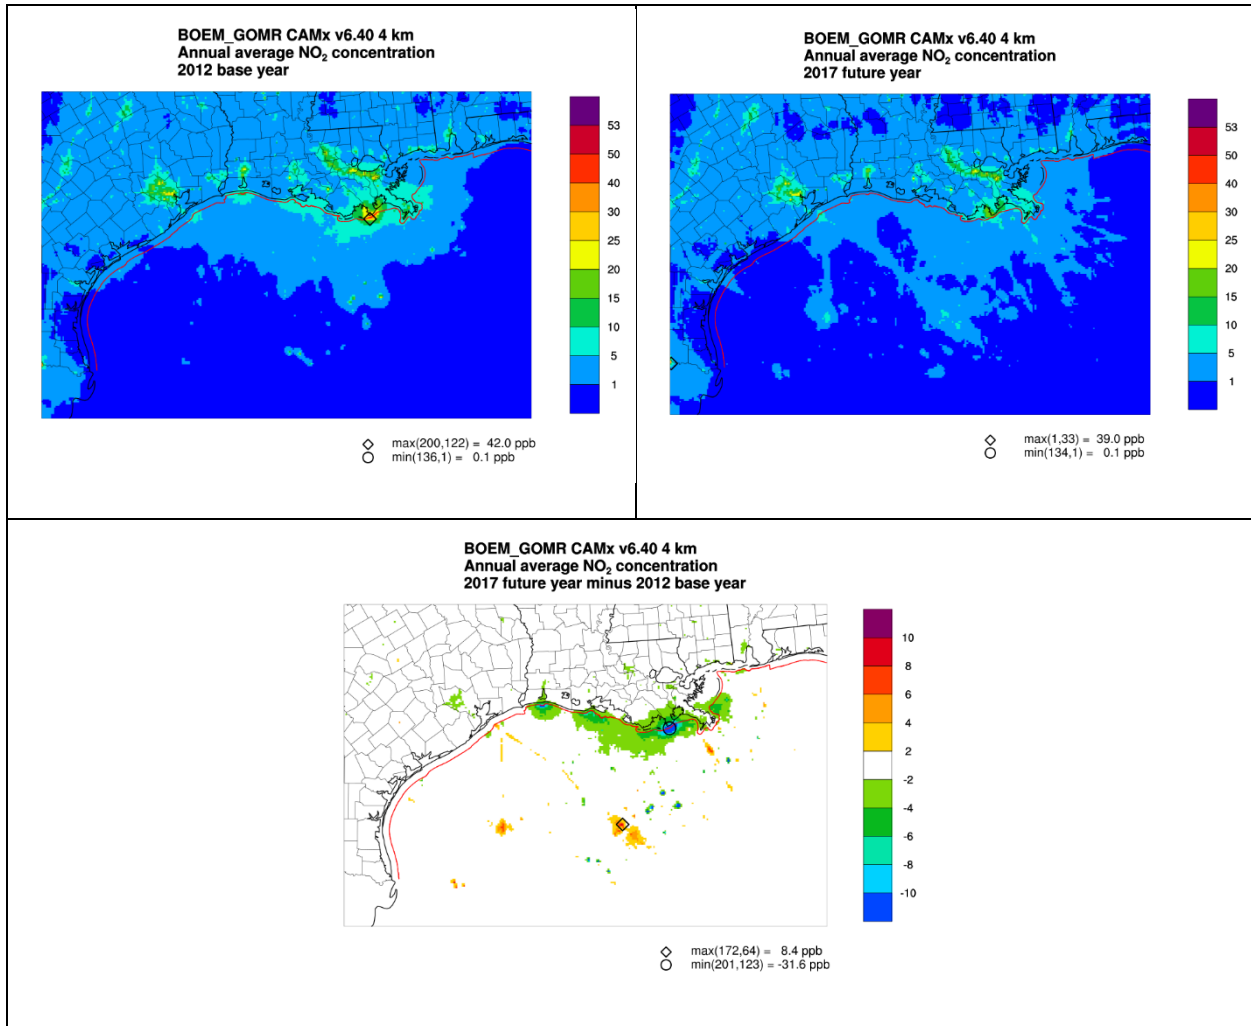 BOEM_GOMR CAMx v6.40 4 km
Annual average NO₂ concentration
2012 base year
53
50
40
30
25
20
15
10
5
1
max(200,122) = 42.0 ppb
min(136,1) = 0.1 ppb
BOEM_GOMR CAMx v6.40 4 km
Annual average NO₂ concentration
2017 future year
53
50
40
30
25
20
15
10
5
1
max(1,33) = 39.0 ppb
min(134,1) = 0.1 ppb
BOEM_GOMR CAMx v6.40 4 km
Annual average NO₂ concentration
2017 future year minus 2012 base year
10
8
6
4
2
-2
-4
-6
-8
-10
max(172,64) = 8.4 ppb
min(201,123) = -31.6 ppb